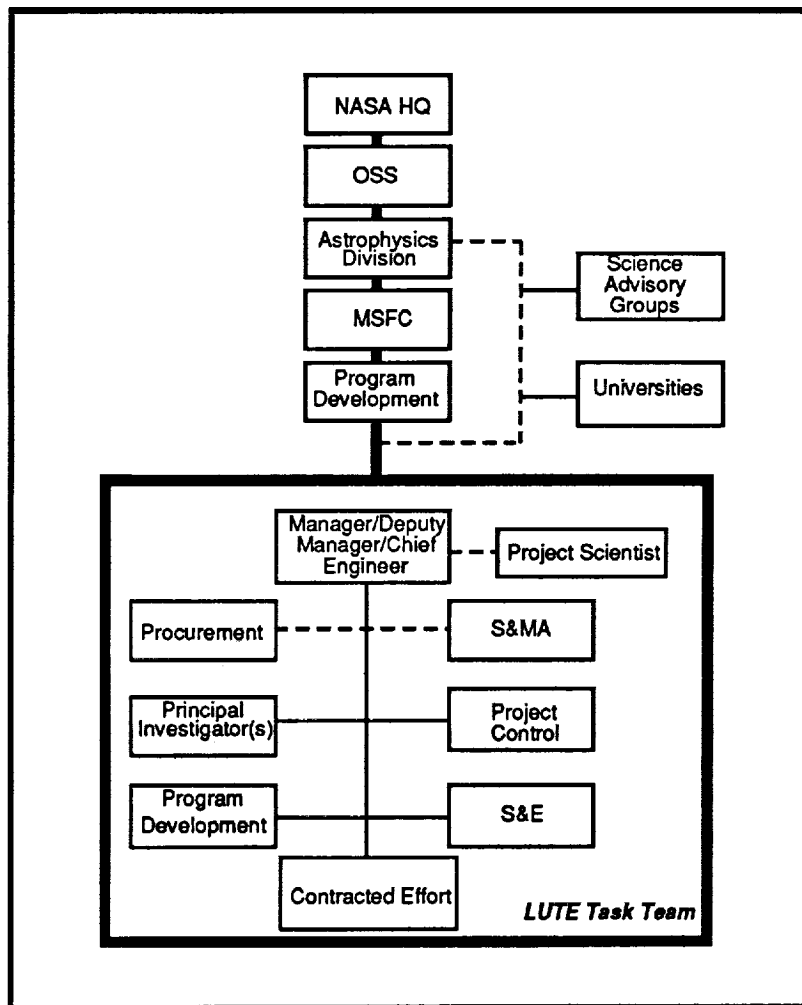 NASA HQ
OSS
Astrophysics
Division
MSFC
Program
Development
Science
Advisory
Groups
Universities
Manager/Deputy
Manager/Chief
Engineer
Project Scientist
Procurement
S&MA
Principal
Investigator(s)
Project
Control
Program
Development
S&E
Contracted Effort
LUTE Task Team